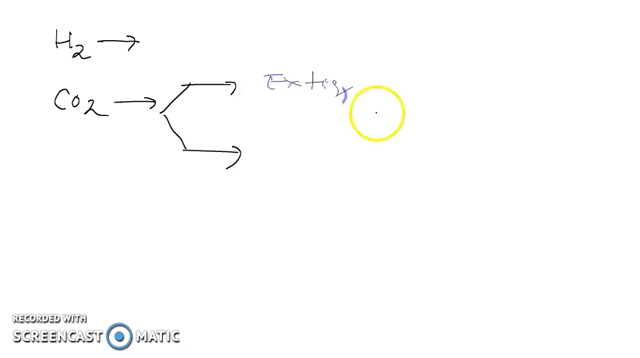 H2 →
CO2 →
RECORDED WITH
SCREENCAST MATIC